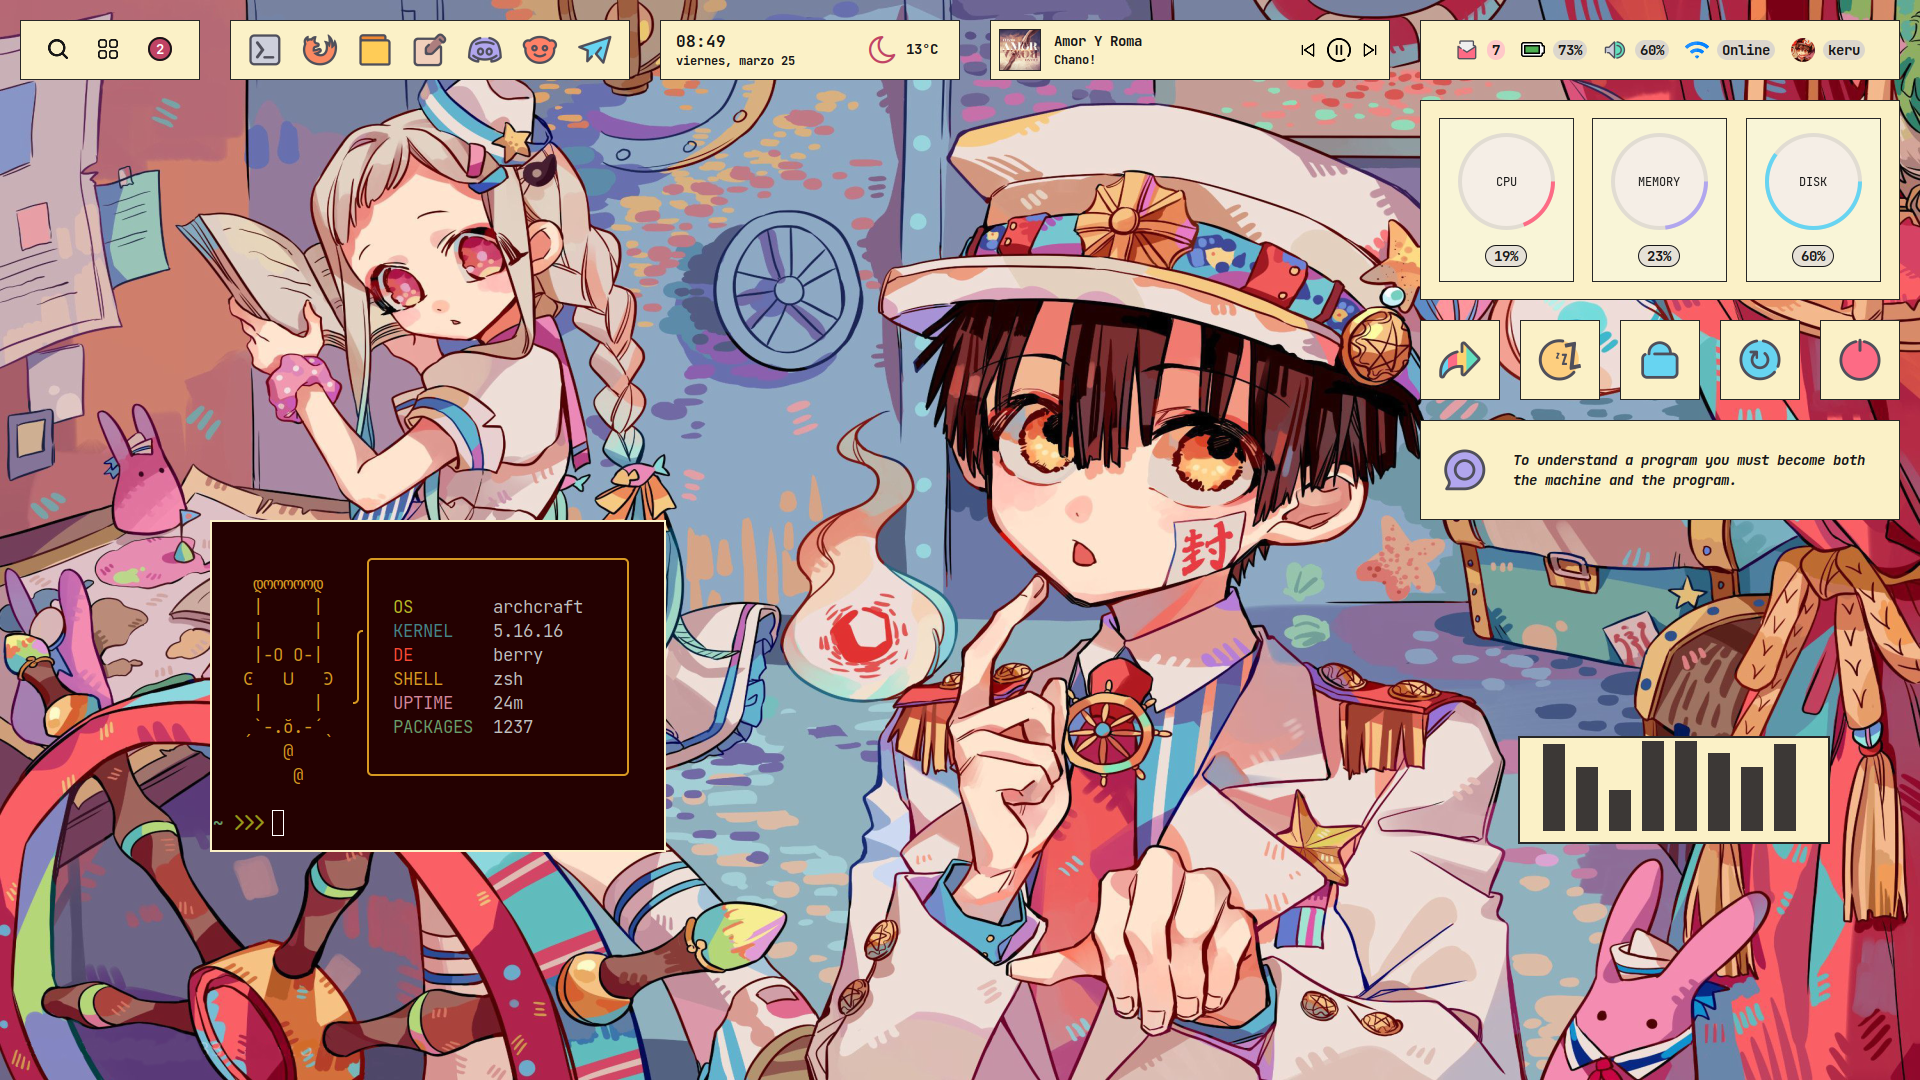 2
08:49
viernes, marzo 25
13°C
AMOR
Amor Y Roma
Chano!
7
73%
60%
Online
keru
CPU
MEMORY
DISK
19%
23%
60%
zzZ
To understand a program you must become both
the machine and the program.
封
OS archcraft
KERNEL 5.16.16
DE berry
SHELL zsh
UPTIME 24m
PACKAGES 1237
~ >>>